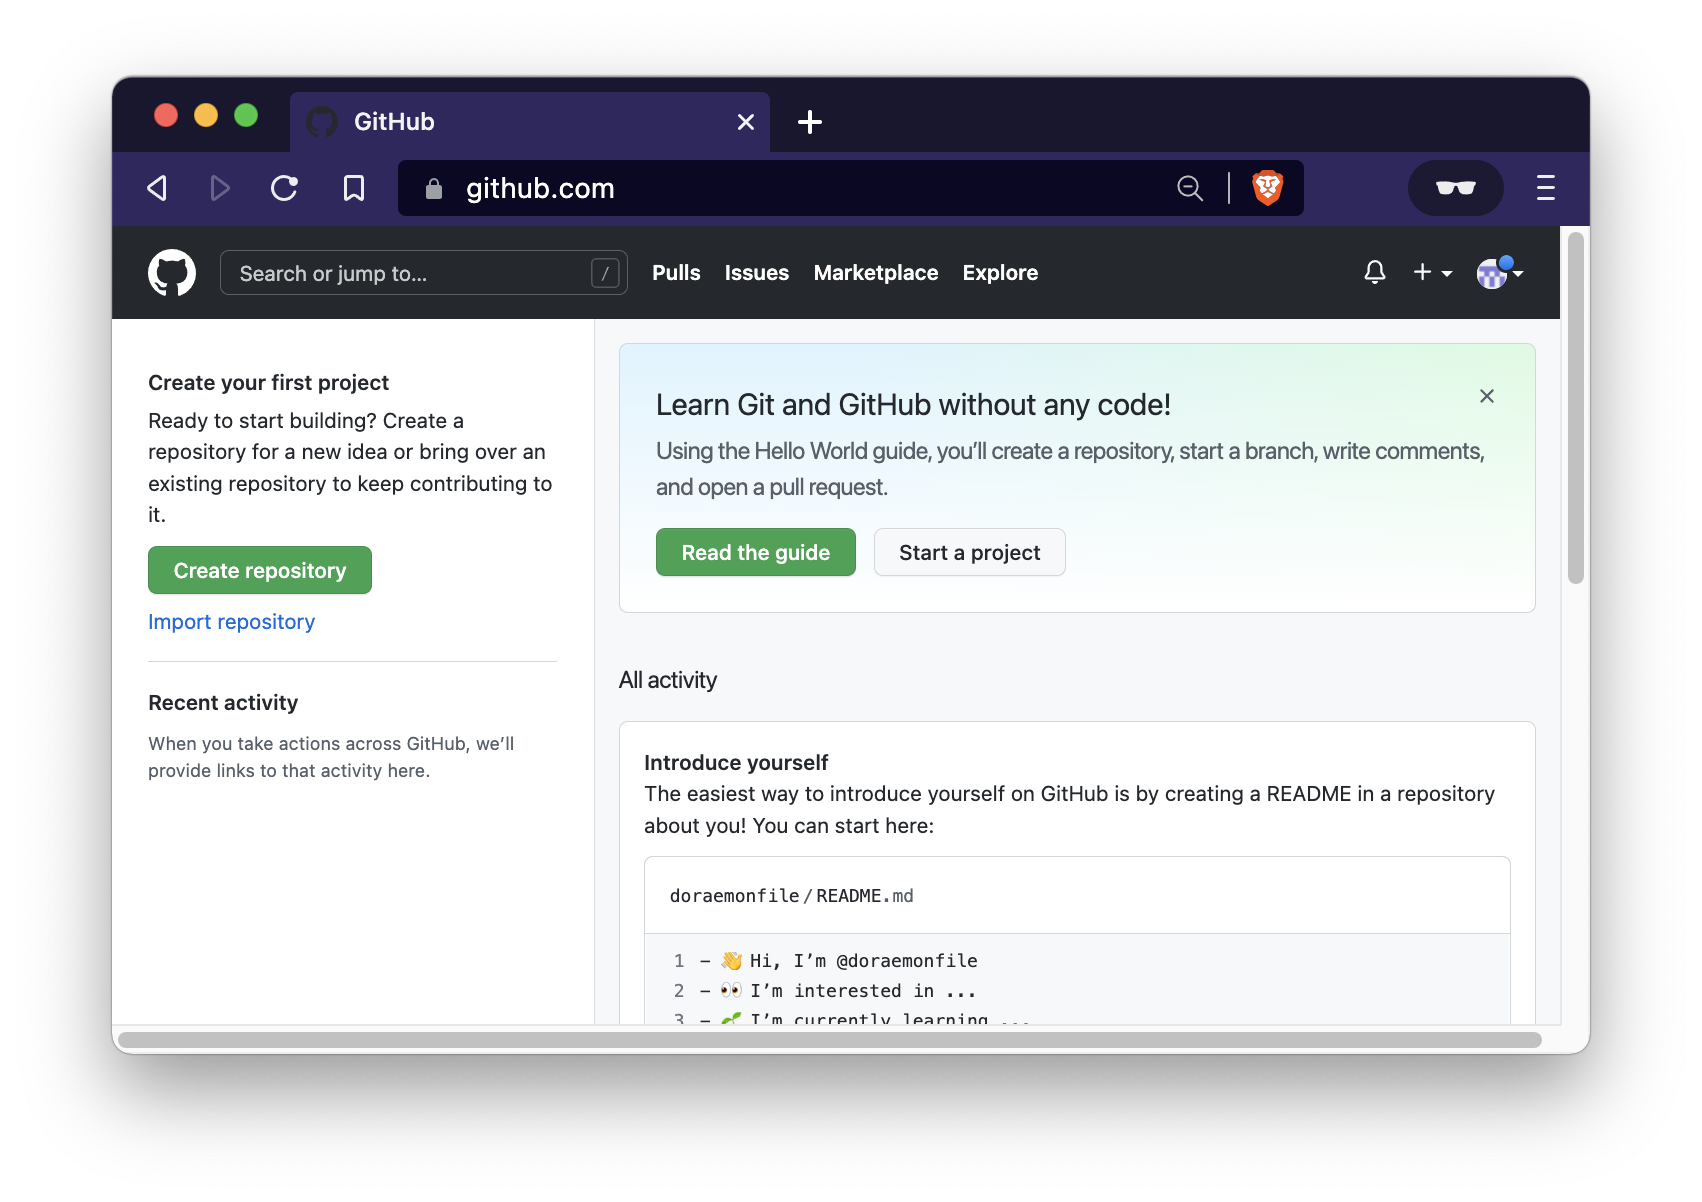 GitHub
github.com
Search or jump to... /
Pulls Issues Marketplace Explore
Create your first project
Ready to start building? Create a
repository for a new idea or bring over an
existing repository to keep contributing to
it.
Create repository
Import repository
Recent activity
When you take actions across GitHub, we’ll
provide links to that activity here.
Learn Git and GitHub without any code!
Using the Hello World guide, you’ll create a repository, start a branch, write comments,
and open a pull request.
Read the guide
Start a project
All activity
Introduce yourself
The easiest way to introduce yourself on GitHub is by creating a README in a repository
about you! You can start here:
doraemonfile/README.md
1 - 👋 Hi, I’m @doraemonfile
2 - 👀 I’m interested in ...
3 - 🌱 I’m currently learning ...